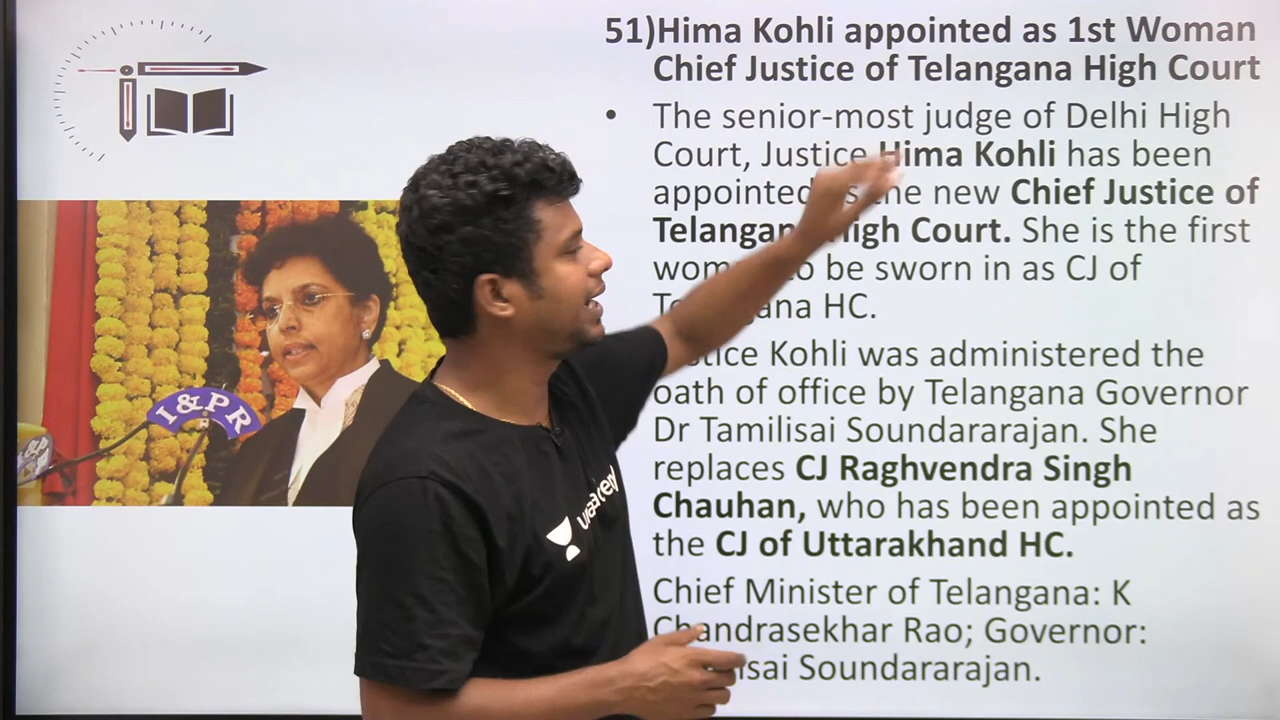 51)Hima Kohli appointed as 1st Woman
Chief Justice of Telangana High Court
• The senior-most judge of Delhi High
Court, Justice Hima Kohli has been
appointed the new Chief Justice of
High Court. She is the first
to be sworn in as CJ of
HC.
Kohli was administered the
oath of office by Telangana Governor
Dr Tamilisai Soundararajan. She
replaces CJ Raghvendra Singh
Chauhan, who has been appointed as
the CJ of Uttarakhand HC.
Chief Minister of Telangana: K
Chandrasekhar Rao; Governor:
Soundararajan.
I&PR